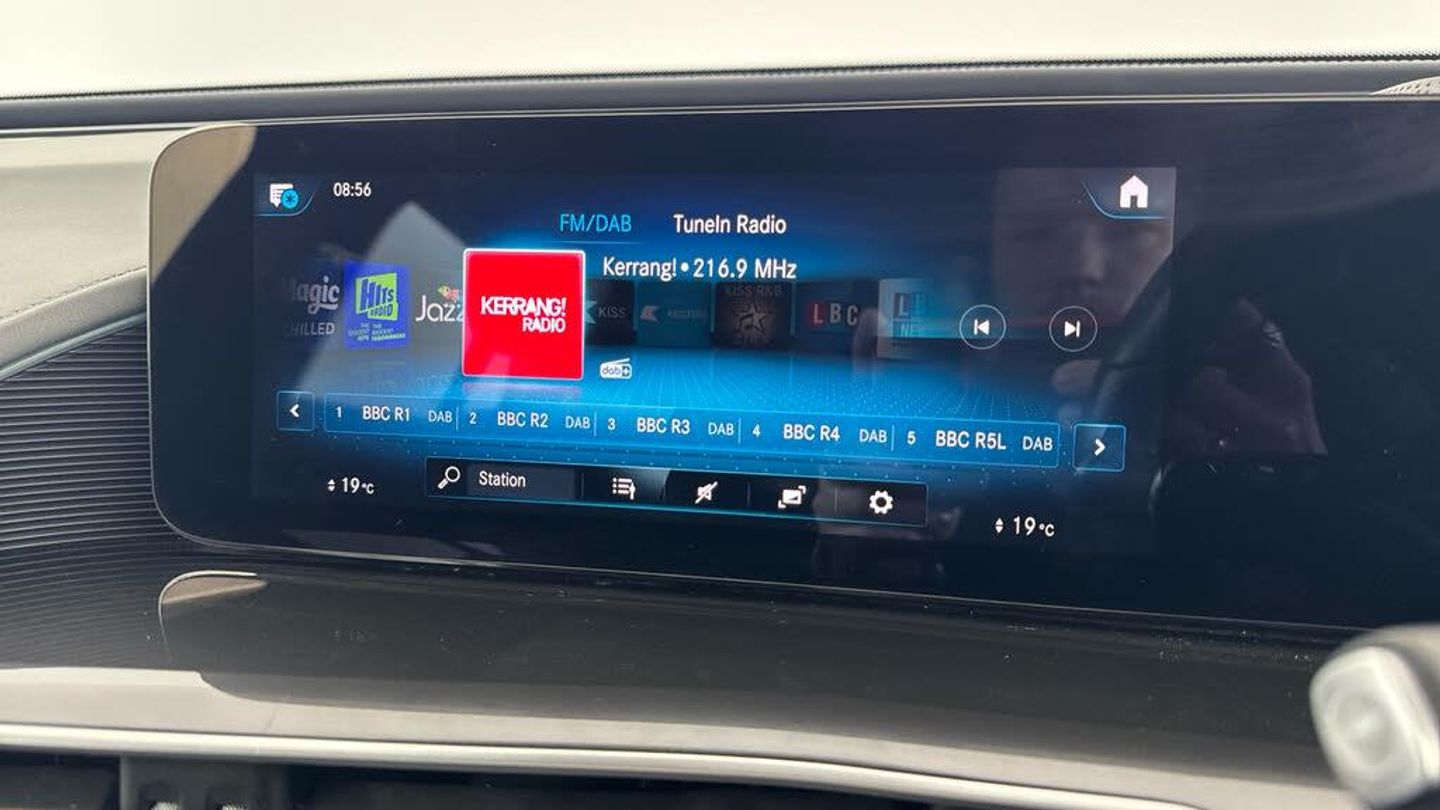 08:56
FM/DAB TuneIn Radio
Kerrang! • 216.9 MHz
Magic
CHILLED
HITS
RADIO
Jazz
KERRANG!
RADIO
KISS
KISS R&B
LBC
LB
NEW
dab+
1 BBC R1 DAB 2 BBC R2 DAB 3 BBC R3 DAB 4 BBC R4 DAB 5 BBC R5L DAB
19°C
Station
19°C